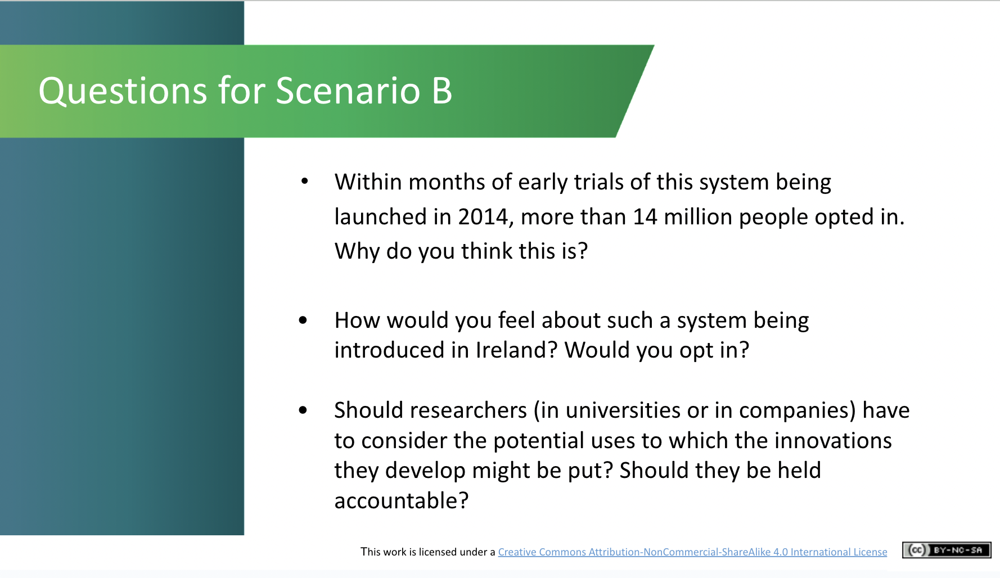 Questions for Scenario B
• Within months of early trials of this system being
launched in 2014, more than 14 million people opted in.
Why do you think this is?
• How would you feel about such a system being
introduced in Ireland? Would you opt in?
• Should researchers (in universities or in companies) have
to consider the potential uses to which the innovations
they develop might be put? Should they be held
accountable?
This work is licensed under a Creative Commons Attribution-NonCommercial-ShareAlike 4.0 International License
cc BY-NC-SA